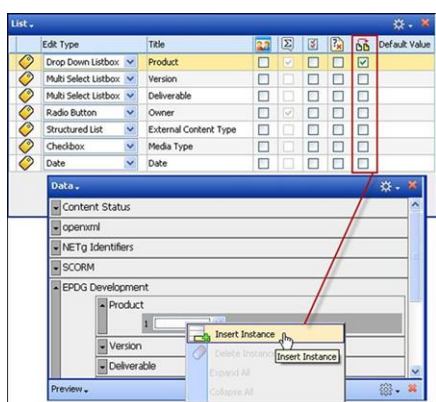 List
Edit Type Title Default Value
Drop Down Listbox Product
Multi Select Listbox Version
Multi Select Listbox Deliverable
Radio Button Owner
Structured List External Content Type
Checkbox Media Type
Date Date
Data
Content Status
openxml
NETg Identifiers
SCORM
EPDG Development
Product
1
Insert Instance
Version
Delete Instance
Insert Instance
Deliverable
Expand All
Preview
Collapse All